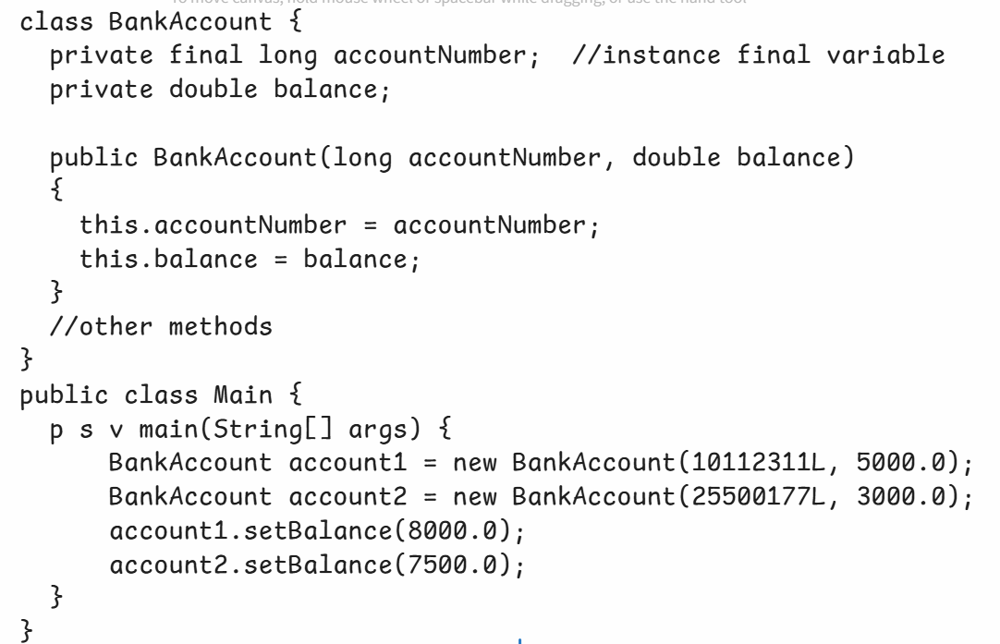 To move canvas, hold mouse wheel or spacebar while dragging, or use the hand tool
class BankAccount {
  private final long accountNumber;  //instance final variable
  private double balance;

  public BankAccount(long accountNumber, double balance)
  {
    this.accountNumber = accountNumber;
    this.balance = balance;
  }
  //other methods
}
public class Main {
  p s v main(String[] args) {
      BankAccount account1 = new BankAccount(10112311L, 5000.0);
      BankAccount account2 = new BankAccount(25500177L, 3000.0);
      account1.setBalance(8000.0);
      account2.setBalance(7500.0);
  }
}